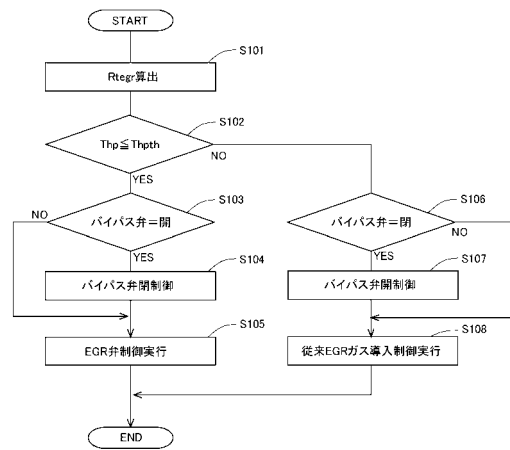 START
S101
Rtegr算出
S102
Thp≦Thpth
NO
YES
S103
NO
バイパス弁=開
YES
S104
バイパス弁閉制御
S105
EGR弁制御実行
S106
バイパス弁=閉
NO
YES
S107
バイパス弁開制御
S108
従来EGRガス導入制御実行
END